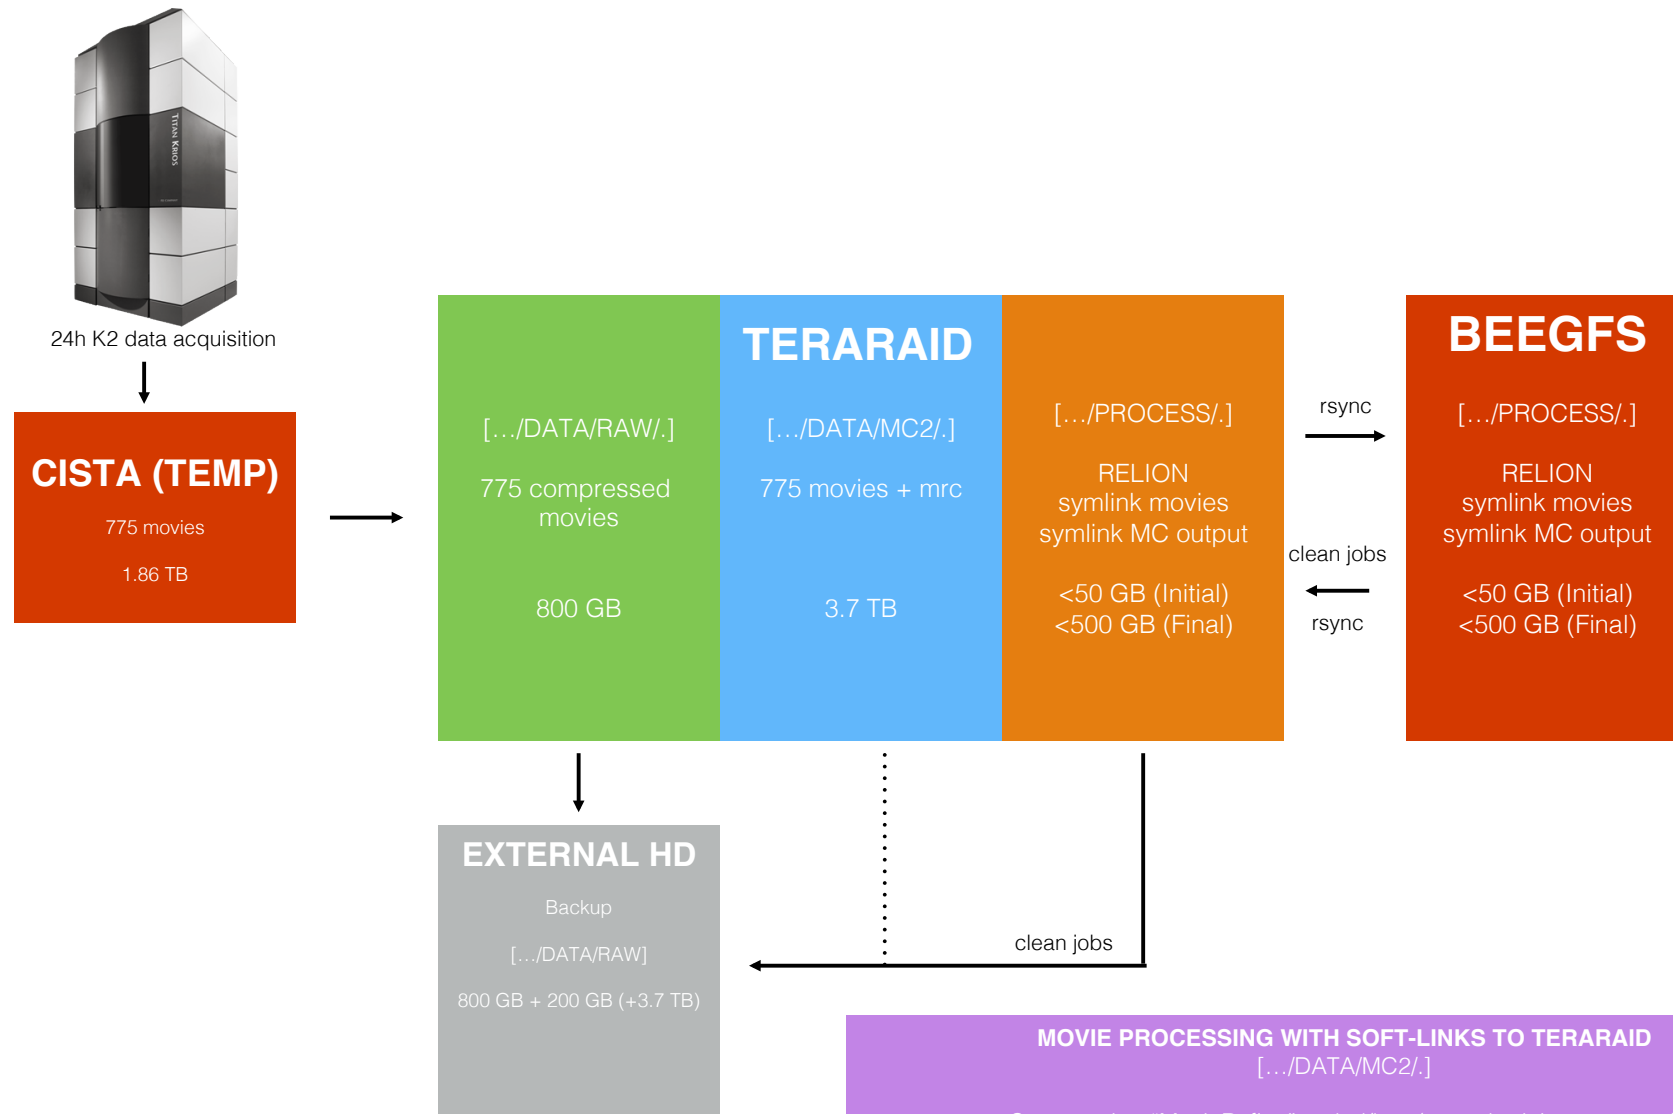 TITAN KRIOS
24h K2 data acquisition
CISTA (TEMP)
775 movies
1.86 TB
[…/DATA/RAW/.]
775 compressed
movies
800 GB
TERARAID
[…/DATA/MC2/.]
775 movies + mrc
3.7 TB
[…/PROCESS/.]
RELION
symlink movies
symlink MC output
<50 GB (Initial)
<500 GB (Final)
rsync
clean jobs
rsync
BEEGFS
[…/PROCESS/.]
RELION
symlink movies
symlink MC output
<50 GB (Initial)
<500 GB (Final)
EXTERNAL HD
Backup
[…/DATA/RAW]
800 GB + 200 GB (+3.7 TB)
clean jobs
MOVIE PROCESSING WITH SOFT-LINKS TO TERARAID
[…/DATA/MC2/.]